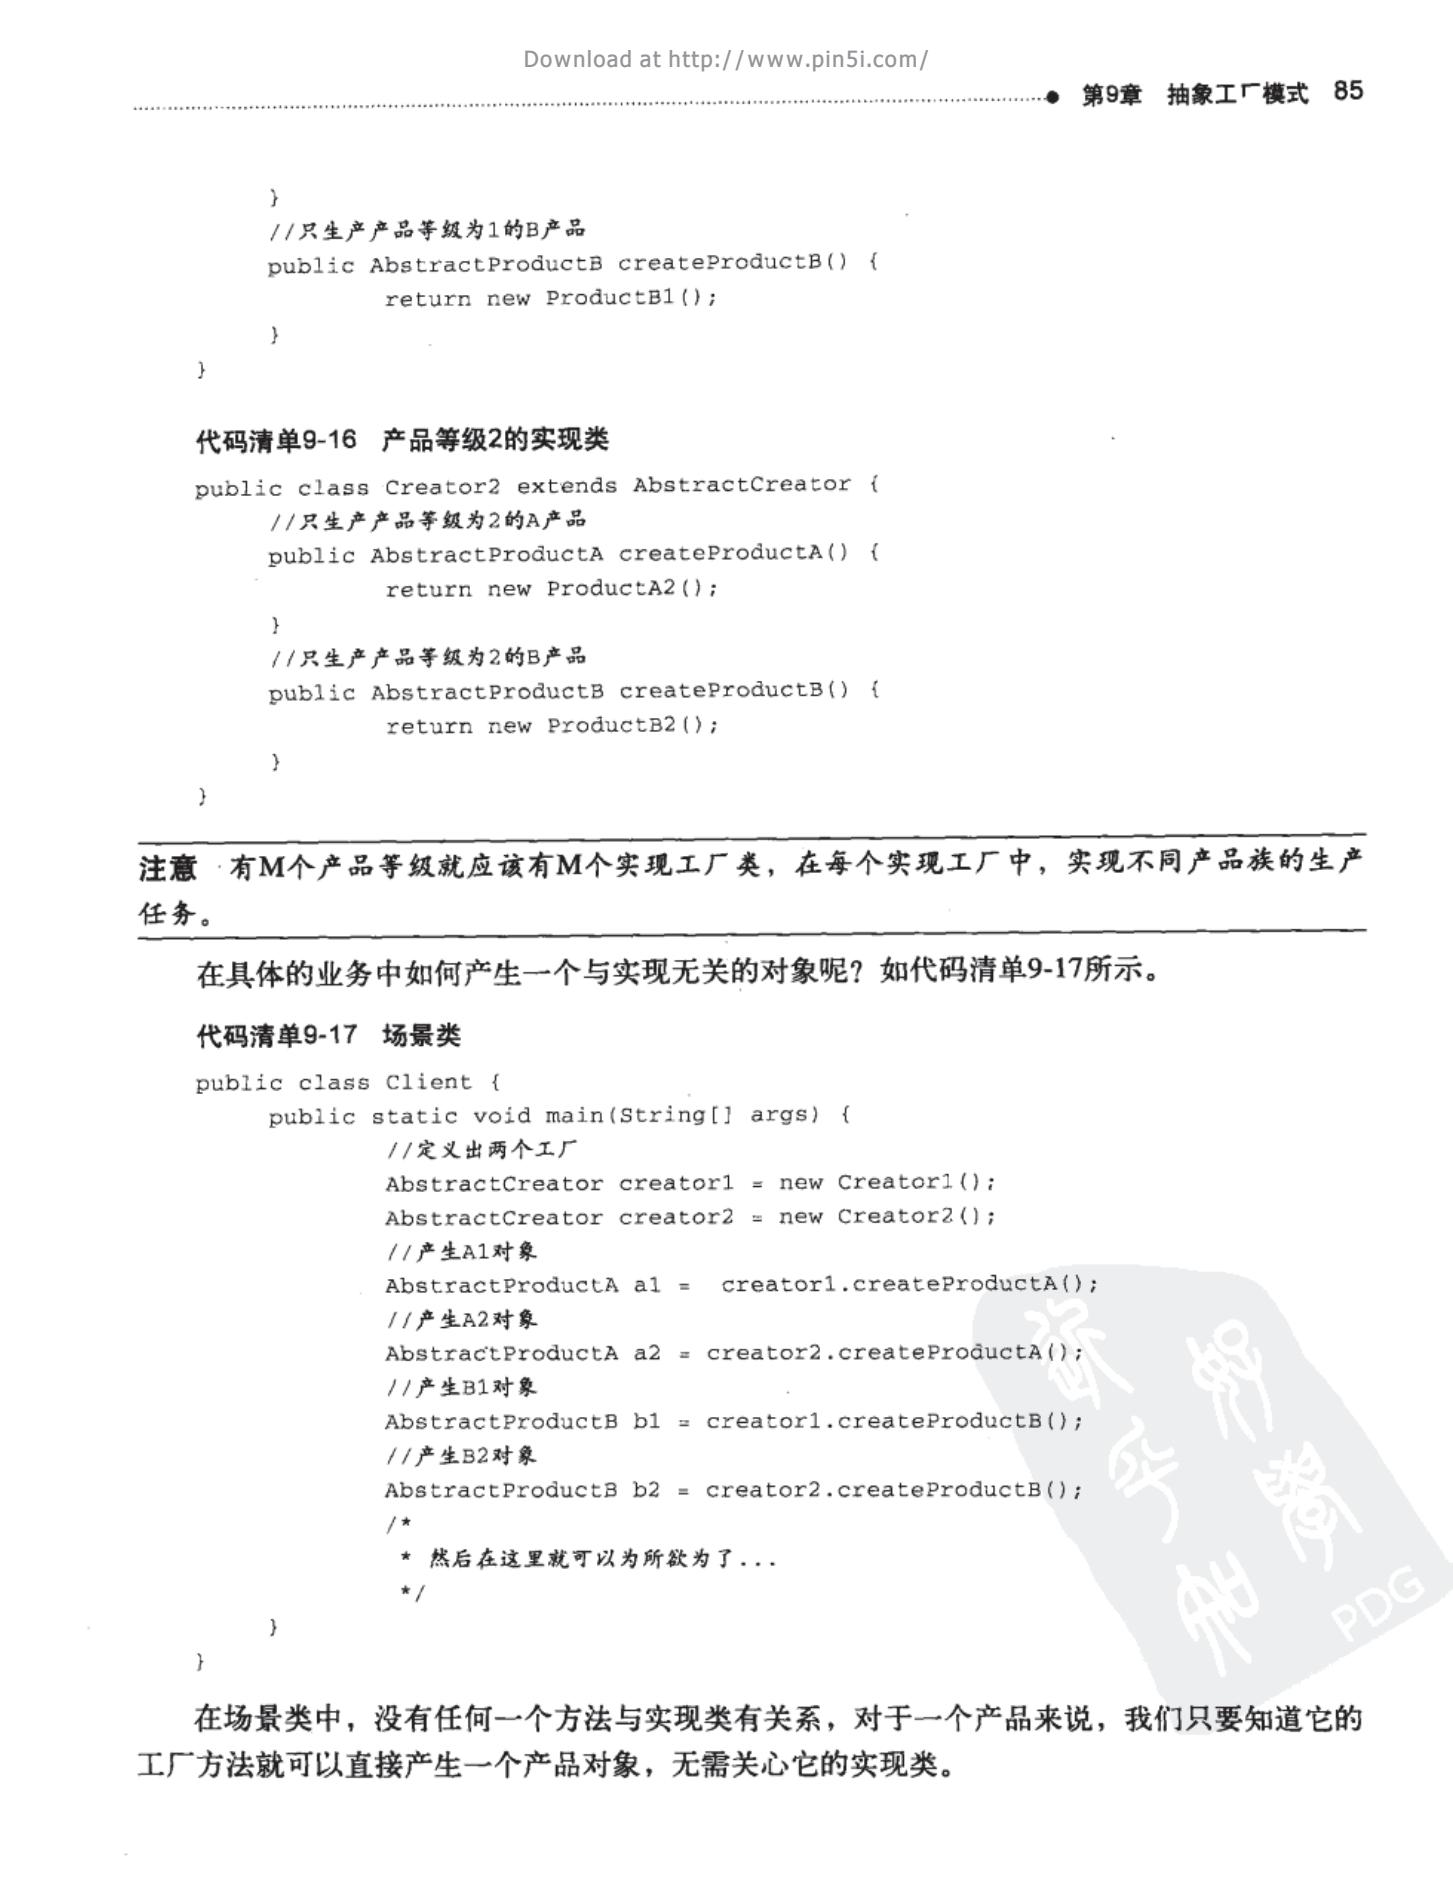 Download at http://www.pin5i.com/
第9章 抽象工厂模式 85
}
//只生产产品等级为1的B产品
public AbstractProductB createProductB() {
return new ProductB1();
}
}
代码清单9-16 产品等级2的实现类
public class Creator2 extends AbstractCreator {
//只生产产品等级为2的A产品
public AbstractProductA createProductA() {
return new ProductA2();
}
//只生产产品等级为2的B产品
public AbstractProductB createProductB() {
return new ProductB2();
}
}
注意 有M个产品等级就应该有M个实现工厂类，在每个实现工厂中，实现不同产品族的生产
任务。
在具体的业务中如何产生一个与实现无关的对象呢？如代码清单9-17所示。
代码清单9-17 场景类
public class Client {
public static void main(String[] args) {
//定义出两个工厂
AbstractCreator creator1 = new Creator1();
AbstractCreator creator2 = new Creator2();
//产生A1对象
AbstractProductA a1 = creator1.createProductA();
//产生A2对象
AbstractProductA a2 = creator2.createProductA();
//产生B1对象
AbstractProductB b1 = creator1.createProductB();
//产生B2对象
AbstractProductB b2 = creator2.createProductB();
/*
* 然后在这里就可以为所欲为了...
*/
}
}
在场景类中，没有任何一个方法与实现类有关系，对于一个产品来说，我们只要知道它的
工厂方法就可以直接产生一个产品对象，无需关心它的实现类。
PDG